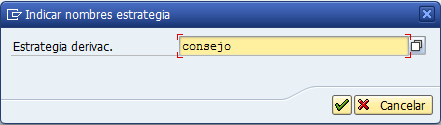 Indicar nombres estrategia
Estrategia derivac.
consejo
Cancelar